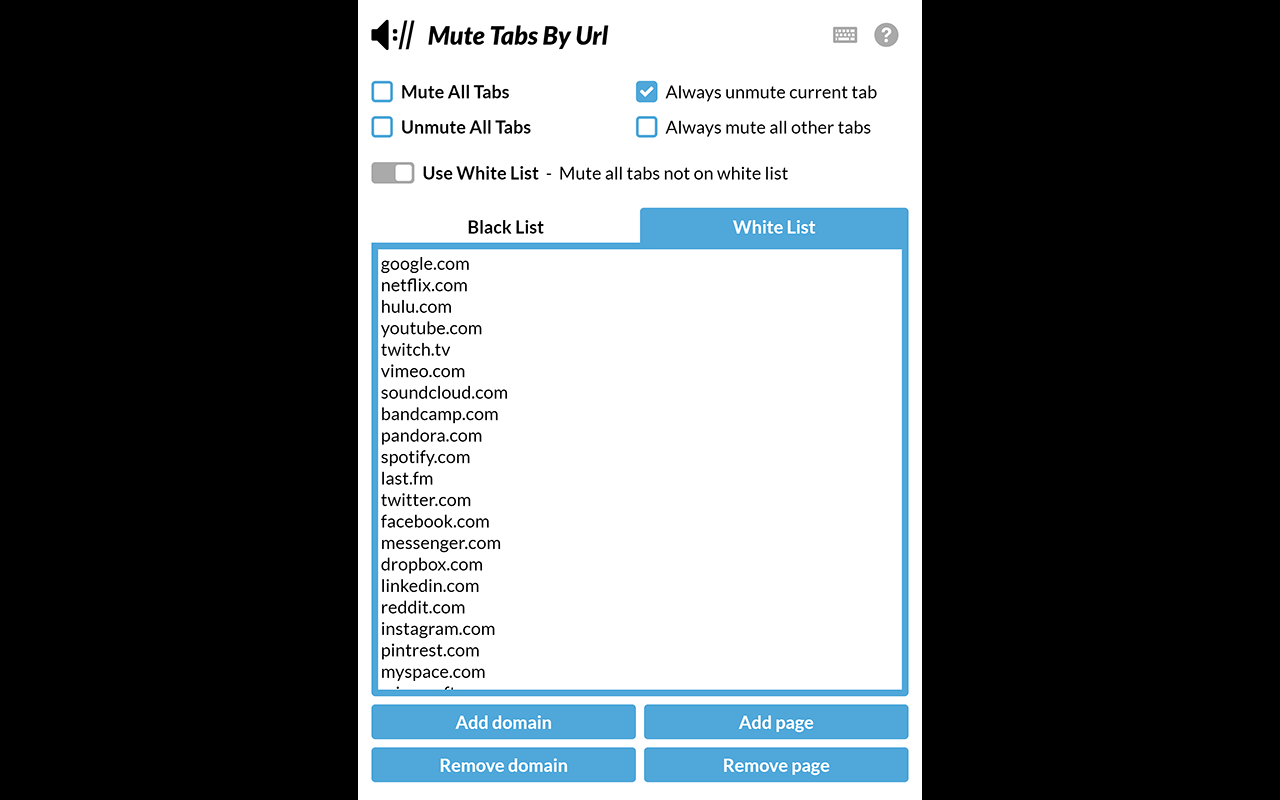 Mute Tabs By Url
Mute All Tabs
Always unmute current tab
Unmute All Tabs
Always mute all other tabs
Use White List - Mute all tabs not on white list
Black List
White List
google.com
netflix.com
hulu.com
youtube.com
twitch.tv
vimeo.com
soundcloud.com
bandcamp.com
pandora.com
spotify.com
last.fm
twitter.com
facebook.com
messenger.com
dropbox.com
linkedin.com
reddit.com
instagram.com
pintrest.com
myspace.com
Add domain
Add page
Remove domain
Remove page